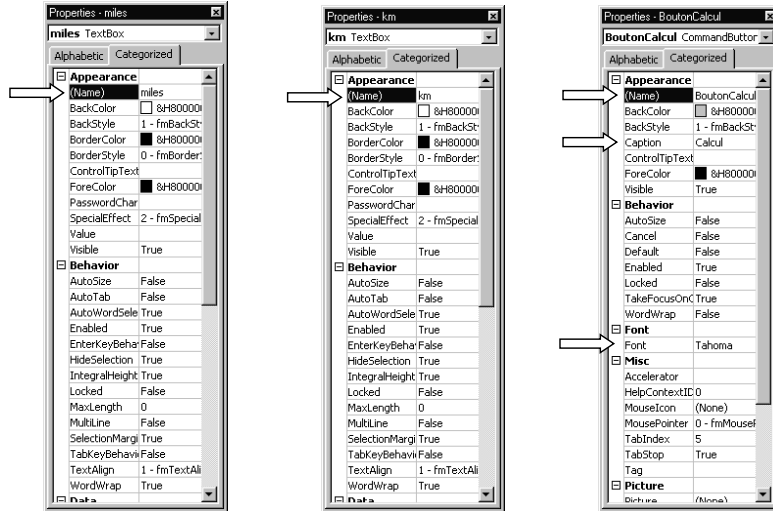 Properties - miles
miles TextBox
Alphabetic Categorized
Appearance
(Name) miles
BackColor &H80000
BackStyle 1 - fmBackSt
BorderColor &H80000
BorderStyle 0 - fmBorder
ControlTipText
ForeColor &H80000
PasswordChar
SpecialEffect 2 - fmSpecial
Value
Visible True
Behavior
AutoSize False
AutoTab False
AutoWordSele True
Enabled True
EnterKeyBeha False
HideSelection True
IntegralHeight True
Locked False
MaxLength 0
MultiLine False
SelectionMargi True
TabKeyBehavi False
TextAlign 1 - fmTextAli
WordWrap True
Data
Properties - km
km TextBox
Alphabetic Categorized
Appearance
(Name) km
BackColor &H80000
BackStyle 1 - fmBackSt
BorderColor &H80000
BorderStyle 0 - fmBorder
ControlTipText
ForeColor &H80000
PasswordChar
SpecialEffect 2 - fmSpecial
Value
Visible True
Behavior
AutoSize False
AutoTab False
AutoWordSele True
Enabled True
EnterKeyBeha False
HideSelection True
IntegralHeight True
Locked False
MaxLength 0
MultiLine False
SelectionMargi True
TabKeyBehavi False
TextAlign 1 - fmTextAli
WordWrap True
Data
Properties - BoutonCalcul
BoutonCalcul CommandButton
Alphabetic Categorized
Appearance
(Name) BoutonCalcul
BackColor &H80000
BackStyle 1 - fmBackSt
Caption Calcul
ControlTipText
ForeColor &H80000
Visible True
Behavior
AutoSize False
Cancel False
Default False
Enabled True
Locked False
TakeFocusOnC True
WordWrap False
Font
Font Tahoma
Misc
Accelerator
HelpContextID 0
MouseIcon (None)
MousePointer 0 - fmMouseP
TabIndex 5
TabStop True
Tag
Picture
Picture (None)